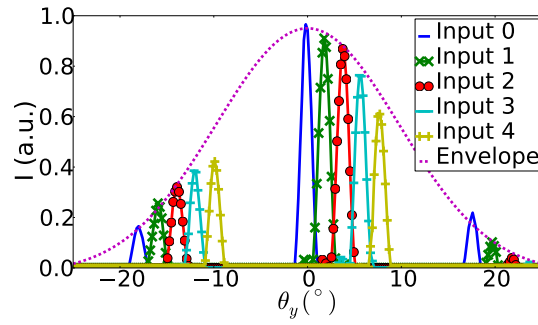 I (a.u.)
1.0
0.8
0.6
0.4
0.2
0.0
−20
−10
0
10
20
θy(°)
Input 0
Input 1
Input 2
Input 3
Input 4
Envelope